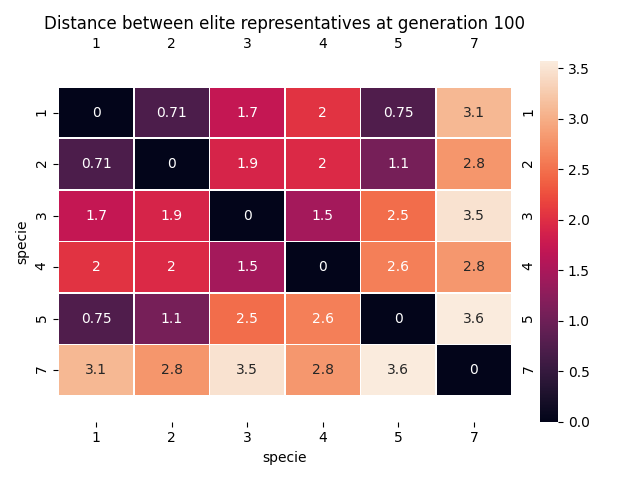 Distance between elite representatives at generation 100
1 2 3 4 5 7
1 0 0.71 1.7 2 0.75 3.1 1
2 0.71 0 1.9 2 1.1 2.8 2
3 1.7 1.9 0 1.5 2.5 3.5 3
4 2 2 1.5 0 2.6 2.8 4
5 0.75 1.1 2.5 2.6 0 3.6 5
7 3.1 2.8 3.5 2.8 3.6 0 7
1 2 3 4 5 7
specie
specie
3.5
3.0
2.5
2.0
1.5
1.0
0.5
0.0